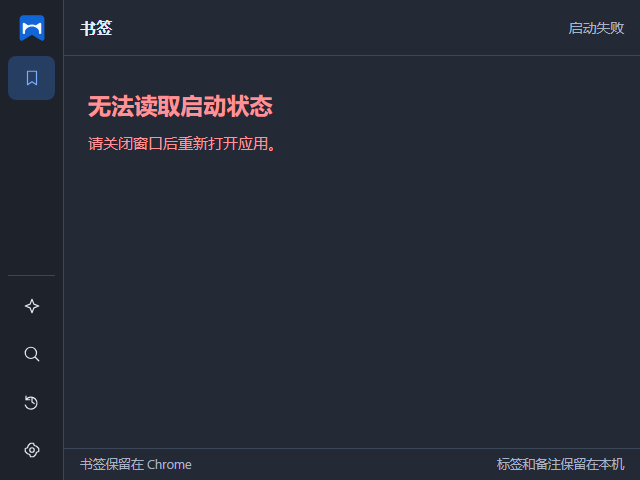 书签
启动失败
无法读取启动状态
请关闭窗口后重新打开应用。
书签保留在 Chrome
标签和备注保留在本机